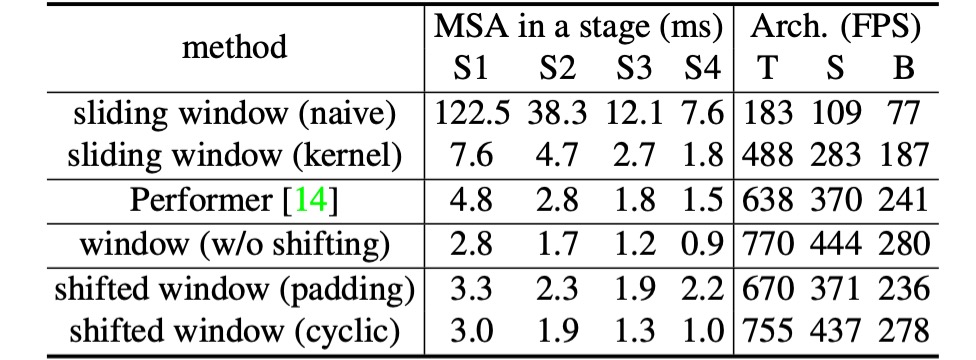 method MSA in a stage (ms) Arch. (FPS)
S1 S2 S3 S4 T S B
sliding window (naive) 122.5 38.3 12.1 7.6 183 109 77
sliding window (kernel) 7.6 4.7 2.7 1.8 488 283 187
Performer [14] 4.8 2.8 1.8 1.5 638 370 241
window (w/o shifting) 2.8 1.7 1.2 0.9 770 444 280
shifted window (padding) 3.3 2.3 1.9 2.2 670 371 236
shifted window (cyclic) 3.0 1.9 1.3 1.0 755 437 278